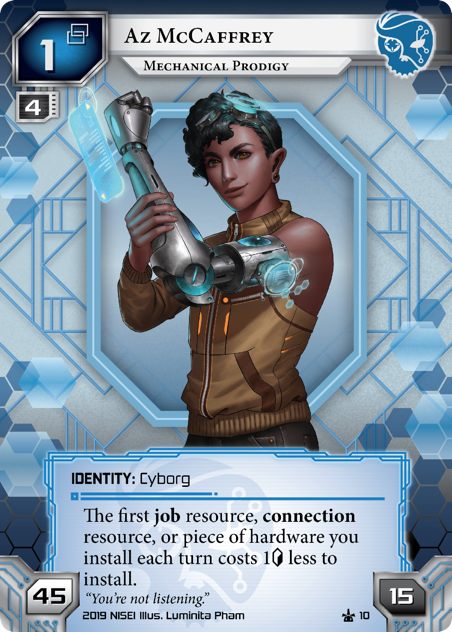 1
AZ MCCAFFREY
MECHANICAL PRODIGY
4
IDENTITY: Cyborg
The first job resource, connection
resource, or piece of hardware you
install each turn costs 1 less to
install.
“You’re not listening.”
45
15
2019 NISEI Illus. Luminita Pham
10